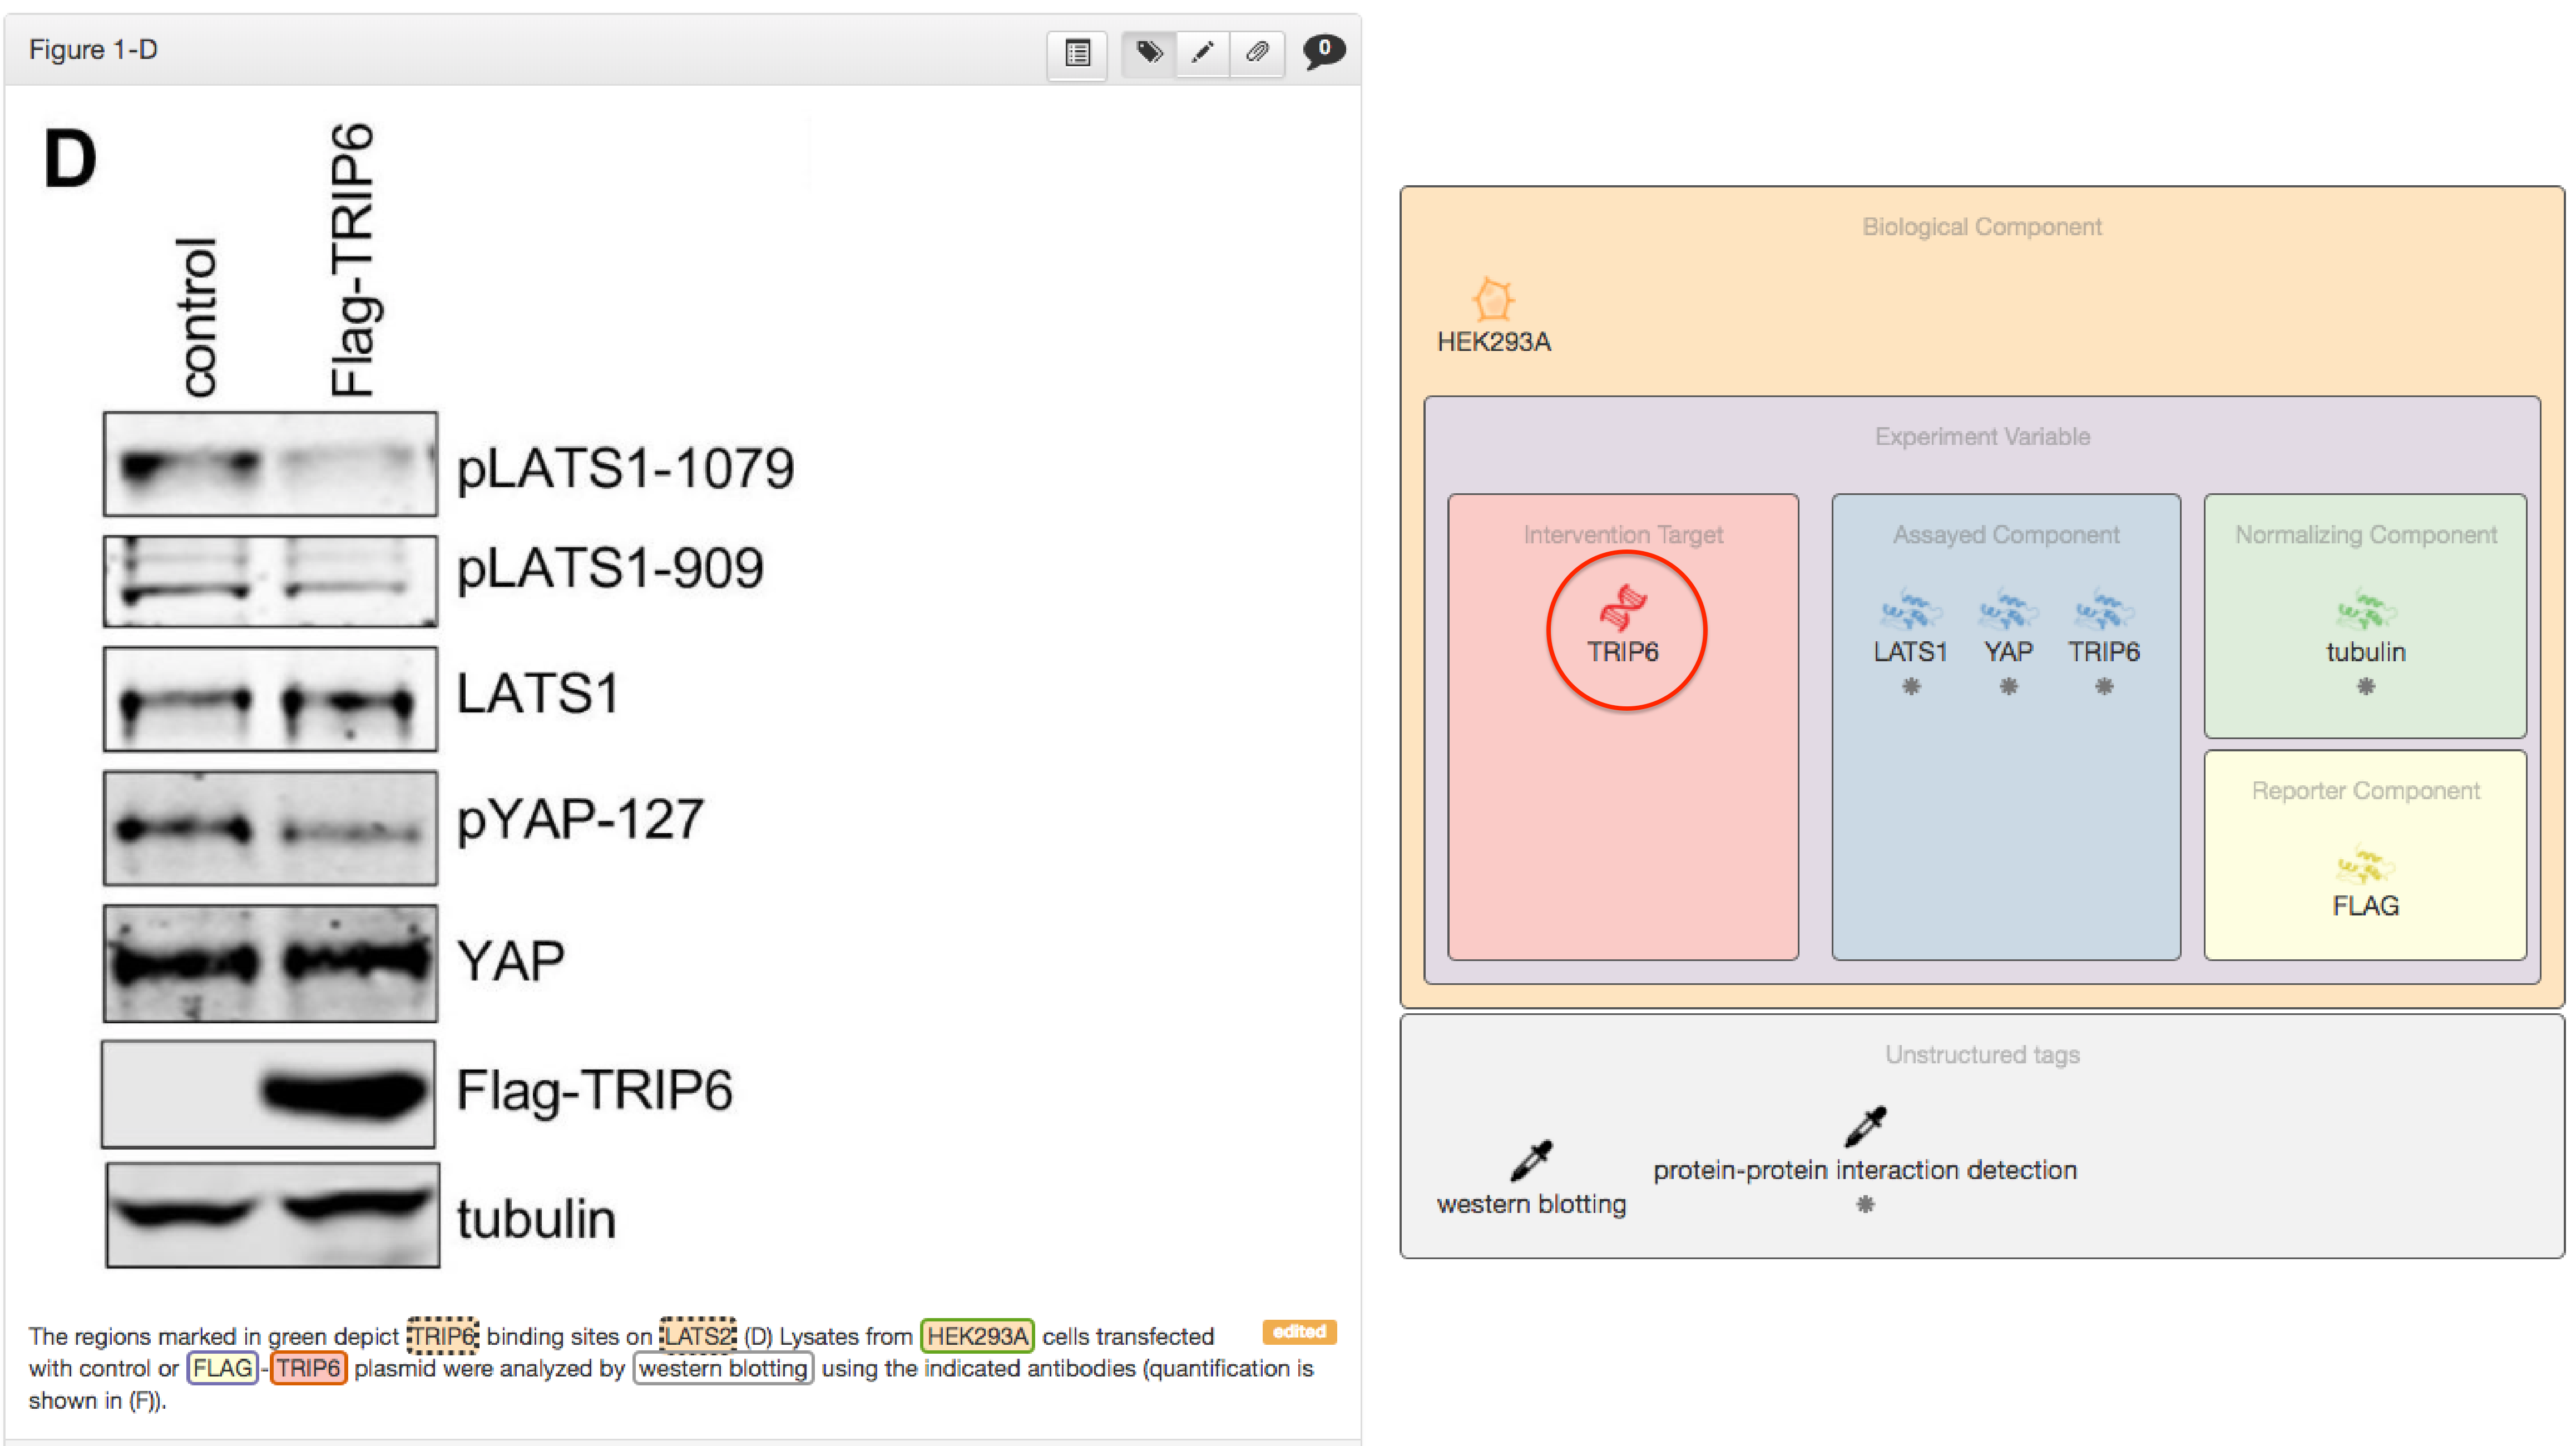 Figure 1-D
0
D
control
Flag-TRIP6
pLATS1-1079
pLATS1-909
LATS1
pYAP-127
YAP
Flag-TRIP6
tubulin
The regions marked in green depict TRIP6 binding sites on LATS2 (D) Lysates from HEK293A cells transfected
edited
with control or FLAG-TRIP6 plasmid were analyzed by western blotting using the indicated antibodies (quantification is
shown in (F)).
Biological Component
HEK293A
Experiment Variable
Intervention Target
TRIP6
Assayed Component
LATS1 YAP TRIP6
* * *
Normalizing Component
tubulin
*
Reporter Component
FLAG
Unstructured tags
western blotting
protein-protein interaction detection
*